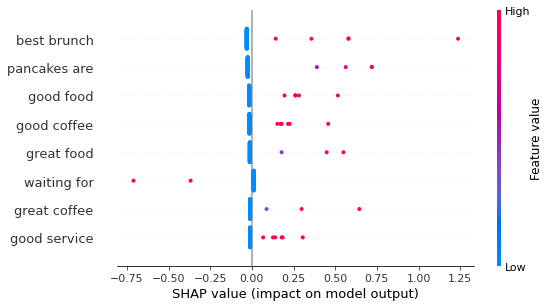 High
best brunch
pancakes are
good food
good coffee
great food
waiting for
great coffee
good service
Feature value
Low
−0.75 −0.50 −0.25 0.00 0.25 0.50 0.75 1.00 1.25
SHAP value (impact on model output)